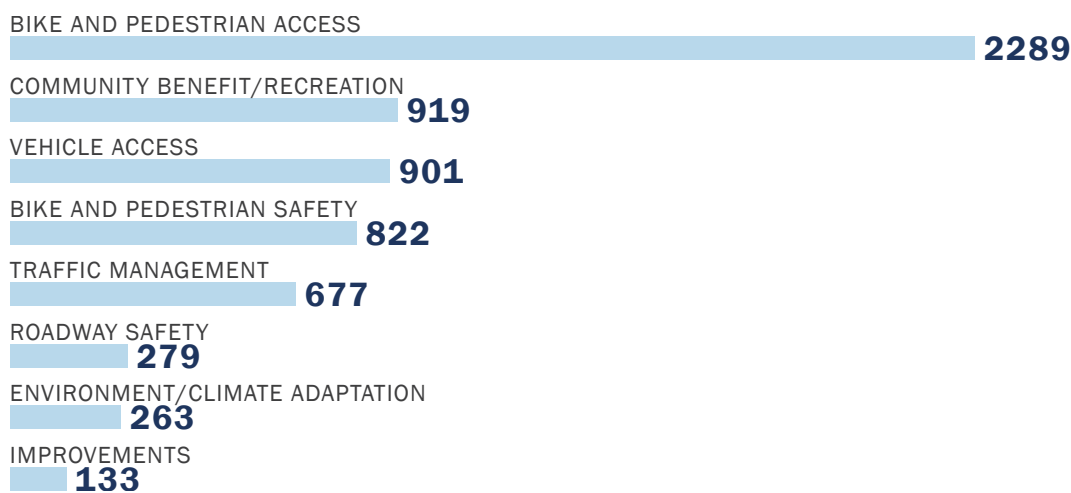 BIKE AND PEDESTRIAN ACCESS
2289
COMMUNITY BENEFIT/RECREATION
919
VEHICLE ACCESS
901
BIKE AND PEDESTRIAN SAFETY
822
TRAFFIC MANAGEMENT
677
ROADWAY SAFETY
279
ENVIRONMENT/CLIMATE ADAPTATION
263
IMPROVEMENTS
133